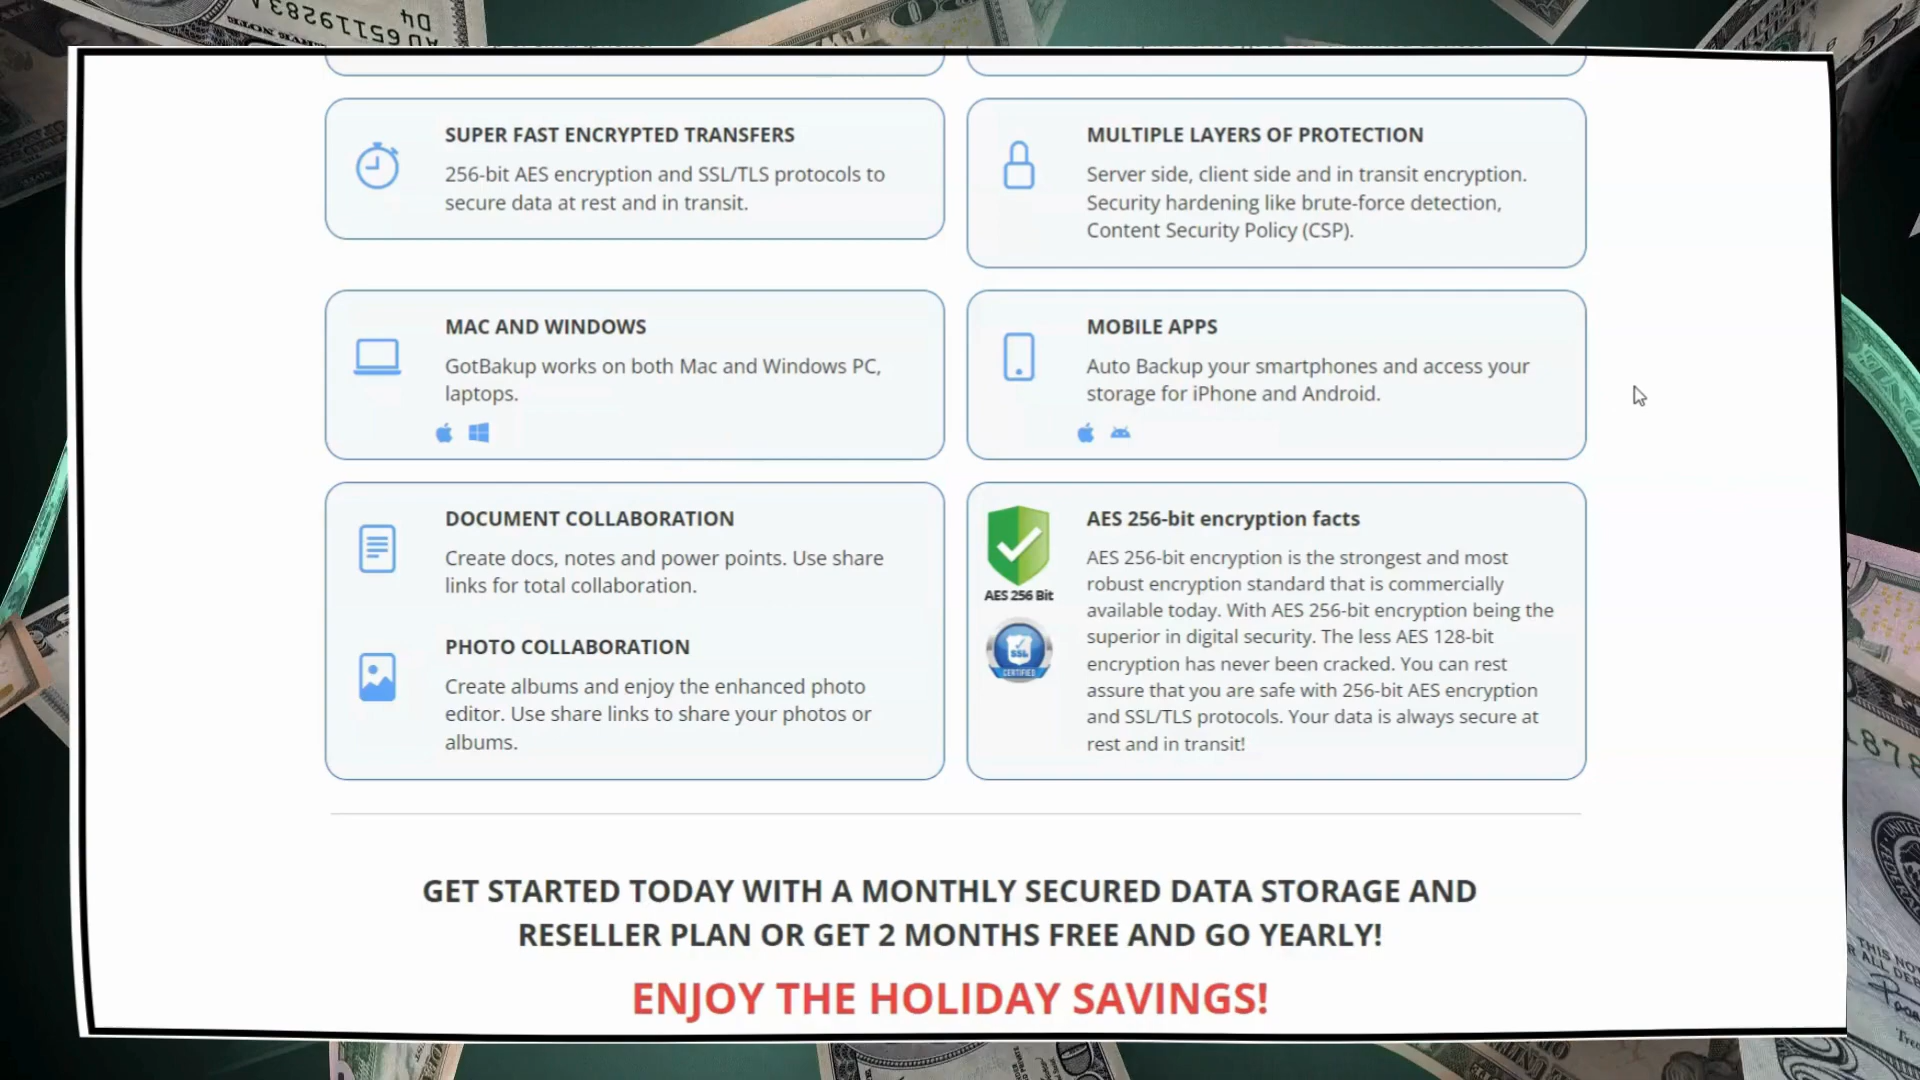 SUPER FAST ENCRYPTED TRANSFERS
256-bit AES encryption and SSL/TLS protocols to
secure data at rest and in transit.
MULTIPLE LAYERS OF PROTECTION
Server side, client side and in transit encryption.
Security hardening like brute-force detection,
Content Security Policy (CSP).
MAC AND WINDOWS
GotBakup works on both Mac and Windows PC,
laptops.
MOBILE APPS
Auto Backup your smartphones and access your
storage for iPhone and Android.
DOCUMENT COLLABORATION
Create docs, notes and power points. Use share
links for total collaboration.
PHOTO COLLABORATION
Create albums and enjoy the enhanced photo
editor. Use share links to share your photos or
albums.
AES 256 Bit
SSL
CERTIFIED
AES 256-bit encryption facts
AES 256-bit encryption is the strongest and most
robust encryption standard that is commercially
available today. With AES 256-bit encryption being the
superior in digital security. The less AES 128-bit
encryption has never been cracked. You can rest
assure that you are safe with 256-bit AES encryption
and SSL/TLS protocols. Your data is always secure at
rest and in transit!
GET STARTED TODAY WITH A MONTHLY SECURED DATA STORAGE AND
RESELLER PLAN OR GET 2 MONTHS FREE AND GO YEARLY!
ENJOY THE HOLIDAY SAVINGS!